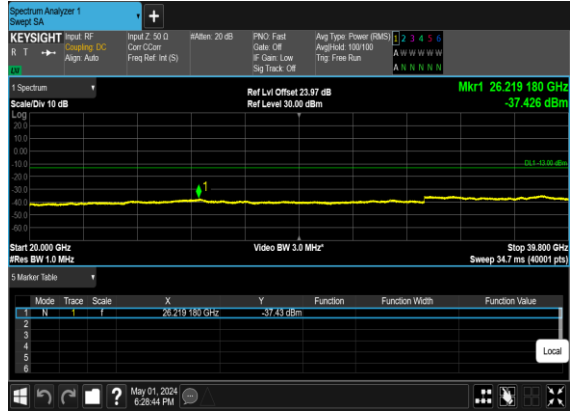 Spectrum Analyzer 1
Swept SA
KEYSIGHT
R T
LV
Input: RF
Coupling: DC
Align: Auto
Input Z: 50 Ω
Corr CCorr
Freq Ref: Int (S)
#Atten: 20 dB
PNO: Fast
Gate: Off
IF Gain: Low
Sig Track: Off
Avg Type: Power (RMS)
Avg|Hold: 100/100
Trig: Free Run
1 2 3 4 5 6
A W W W W W
A N N N N N
1 Spectrum
Scale/Div 10 dB
Log
Ref Lvl Offset 23.97 dB
Ref Level 30.00 dBm
Mkr1 26.219 180 GHz
-37.426 dBm
20.0
10.0
0.00
-10.0
DL1 -13.00 dBm
-20.0
-30.0
1
-40.0
-50.0
-60.0
Start 20.000 GHz
#Res BW 1.0 MHz
Video BW 3.0 MHz*
Stop 39.800 GHz
Sweep 34.7 ms (40001 pts)
5 Marker Table
Mode Trace Scale X Y Function Function Width Function Value
1 N 1 f 26.219 180 GHz -37.43 dBm
2
3
4
5
6
Local
?
May 01, 2024
6:28:44 PM